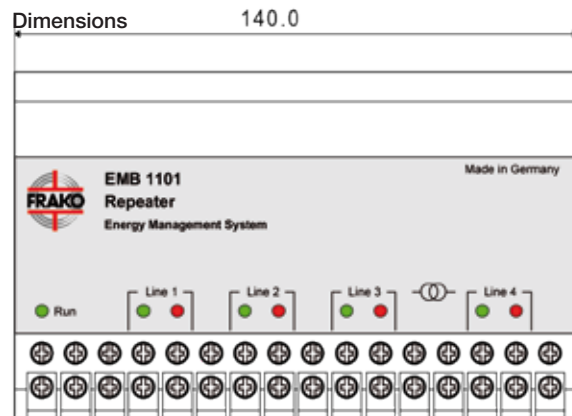 Dimensions
140.0
Made in Germany
FRAKO
EMB 1101
Repeater
Energy Management System
Run
Line 1
Line 2
Line 3
Line 4